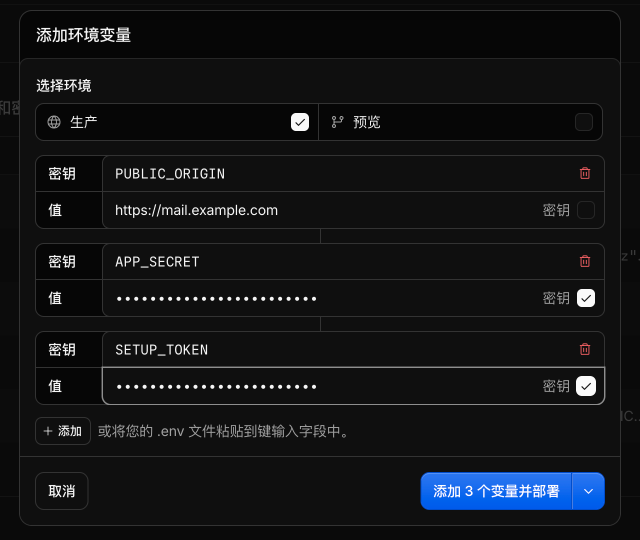 添加环境变量
选择环境
生产 预览
密钥 PUBLIC_ORIGIN
值 https://mail.example.com 密钥
密钥 APP_SECRET
值 •••••••••••••••••••••••• 密钥
密钥 SETUP_TOKEN
值 •••••••••••••••••••••••• 密钥
+ 添加 或将您的 .env 文件粘贴到键输入字段中。
取消 添加 3 个变量并部署